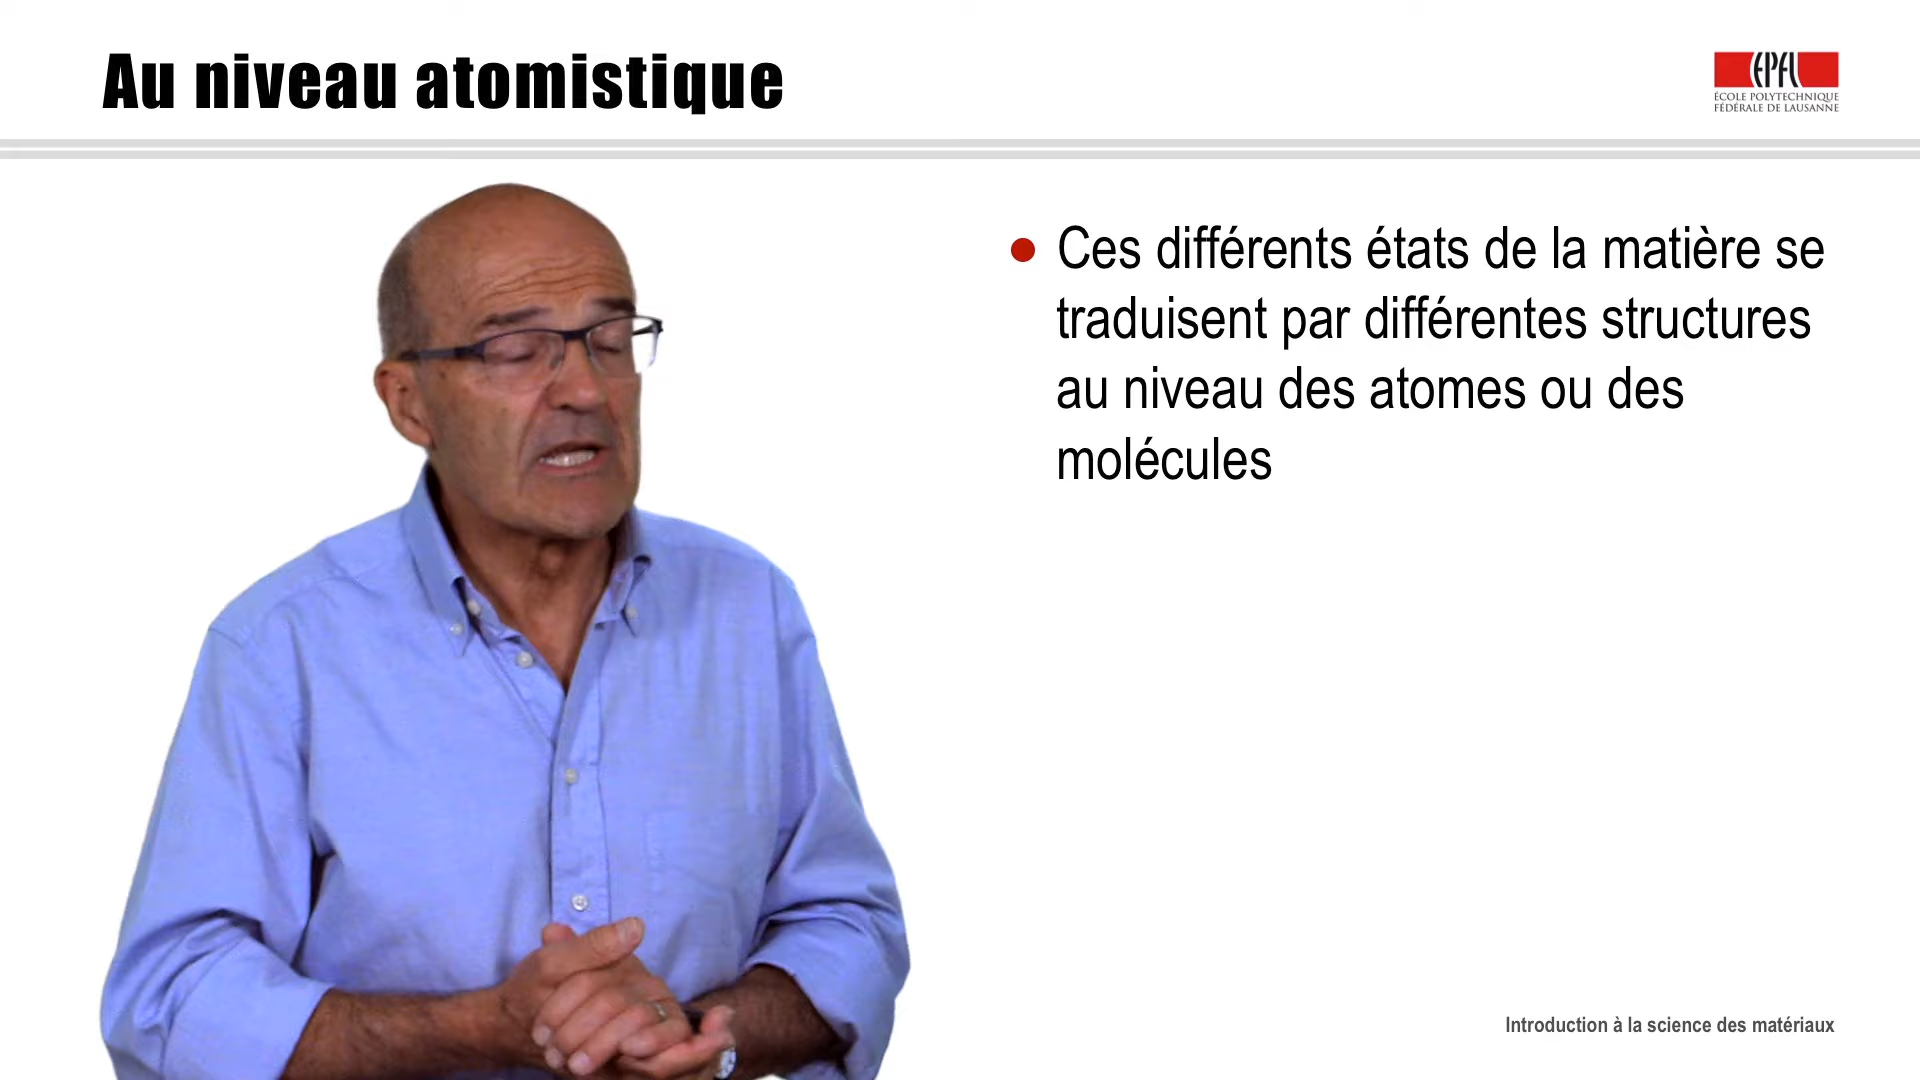 Au niveau atomistique
EPFL
ÉCOLE POLYTECHNIQUE
FÉDÉRALE DE LAUSANNE
Ces différents états de la matière se
traduisent par différentes structures
au niveau des atomes ou des
molécules
Introduction à la science des matériaux